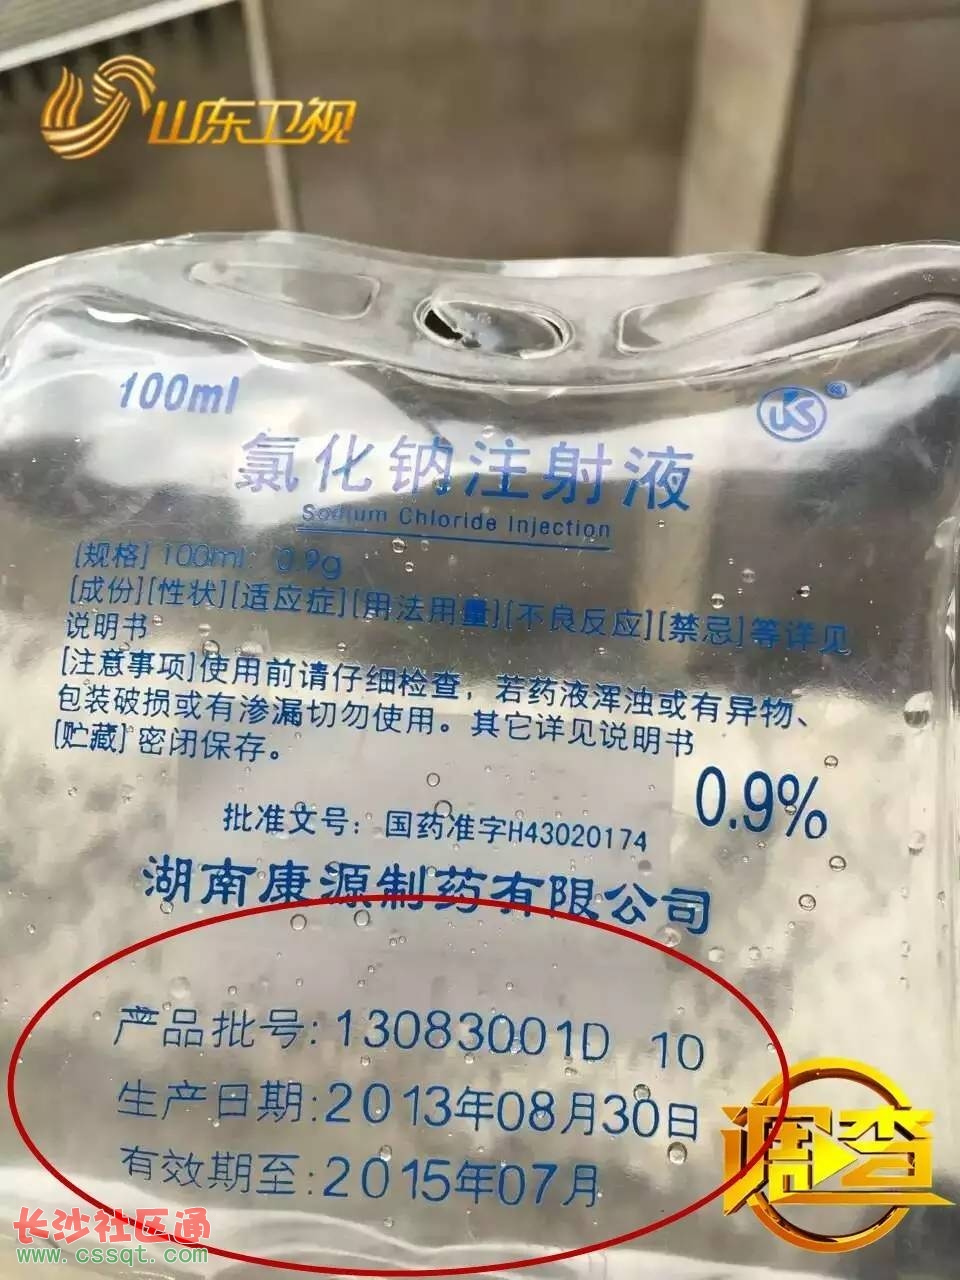 山东卫视
100ml
UKS
氯化钠注射液
Sodium Chloride Injection
[规格] 100ml：0.9g
[成份][性状][适应症][用法用量][不良反应][禁忌]等详见
说明书
[注意事项]使用前请仔细检查，若药液浑浊或有异物、
包装破损或有渗漏切勿使用。其它详见说明书
[贮藏]密闭保存。
0.9%
批准文号：国药准字H43020174
湖南康源制药有限公司
产品批号:13083001D 10
生产日期:2013年08月30日
有效期至:2015年07月
调查
长沙社区通
www.cssqt.com